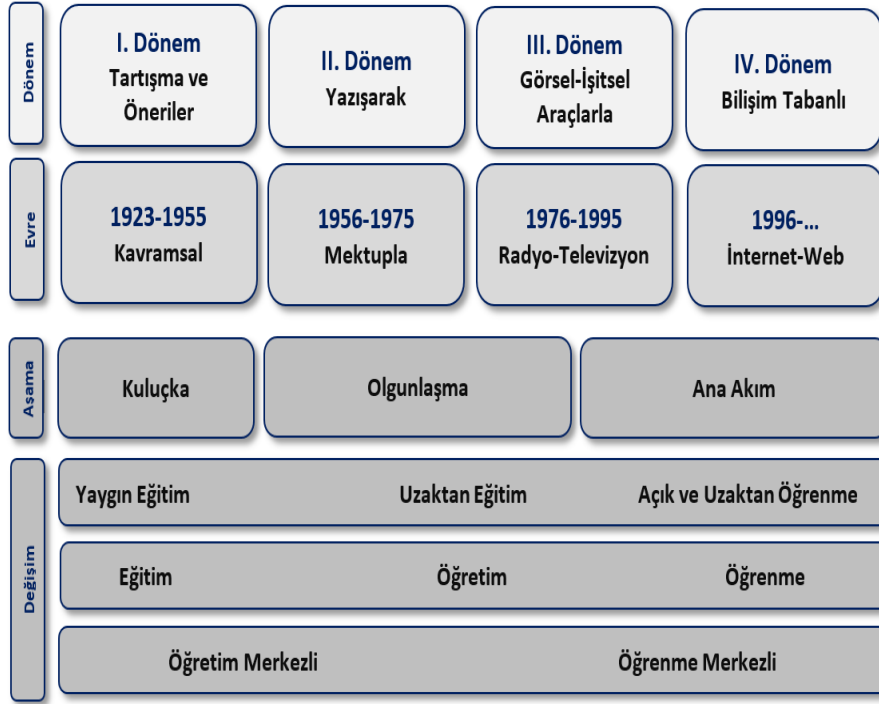 Dönem
I. Dönem
Tartışma ve
Öneriler
II. Dönem
Yazışarak
III. Dönem
Görsel-İşitsel
Araçlarla
IV. Dönem
Bilişim Tabanlı
Evre
1923-1955
Kavramsal
1956-1975
Mektupla
1976-1995
Radyo-Televizyon
1996-...
İnternet-Web
Aşama
Kuluçka
Olgunlaşma
Ana Akım
Değişim
Yaygın Eğitim
Uzaktan Eğitim
Açık ve Uzaktan Öğrenme
Eğitim
Öğretim
Öğrenme
Öğretim Merkezli
Öğrenme Merkezli